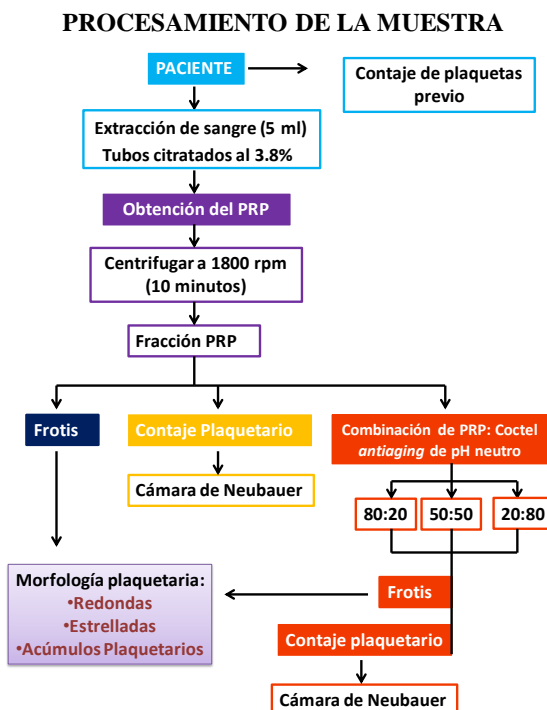 PROCESAMIENTO DE LA MUESTRA
PACIENTE
Contaje de plaquetas
previo
Extracción de sangre (5 ml)
Tubos citratados al 3.8%
Obtención del PRP
Centrifugar a 1800 rpm
(10 minutos)
Fracción PRP
Frotis
Contaje Plaquetario
Combinación de PRP: Coctel
antiaging de pH neutro
Cámara de Neubauer
80:20
50:50
20:80
Morfología plaquetaria:
•Redondas
•Estrelladas
•Acúmulos Plaquetarios
Frotis
Contaje plaquetario
Cámara de Neubauer